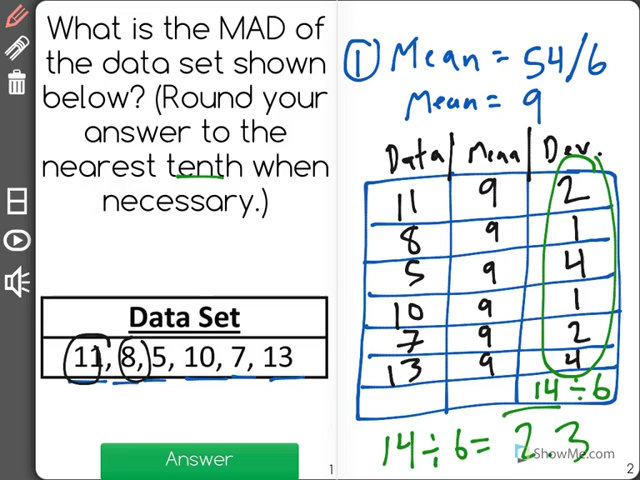 What is the MAD of
the data set shown
below? (Round your
answer to the
nearest tenth when
necessary.)
Data Set
11, 8, 5, 10, 7, 13
Answer
1
① Mean = 54/6
Mean = 9
Data Mean Dev.
11 9 2
8 9 1
5 9 4
10 9 1
7 9 2
13 9 4
14 ÷ 6
14 ÷ 6 = 2.3
ShowMe.com
2